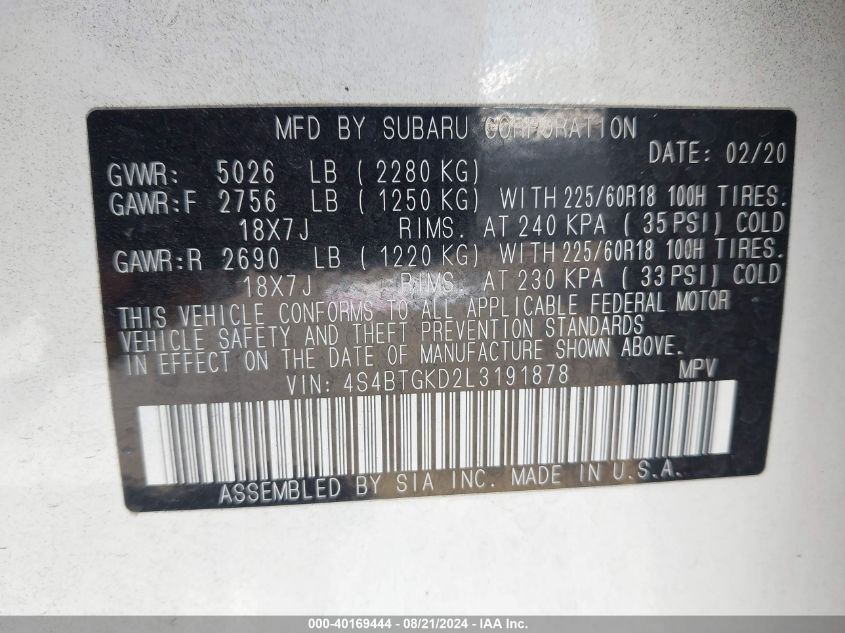 MFD BY SUBARU CORPORATION
DATE: 02/20
GVWR: 5026 LB ( 2280 KG)
GAWR:F 2756 LB ( 1250 KG) WITH 225/60R18 100H TIRES.
18X7J RIMS. AT 240 KPA ( 35 PSI) COLD
GAWR:R 2690 LB ( 1220 KG) WITH 225/60R18 100H TIRES.
18X7J RIMS. AT 230 KPA ( 33 PSI) COLD
THIS VEHICLE CONFORMS TO ALL APPLICABLE FEDERAL MOTOR
VEHICLE SAFETY AND THEFT PREVENTION STANDARDS
IN EFFECT ON THE DATE OF MANUFACTURE SHOWN ABOVE.
VIN: 4S4BTGKD2L3191878 MPV
ASSEMBLED BY SIA INC. MADE IN U.S.A.
000-40169444 - 08/21/2024 - IAA Inc.